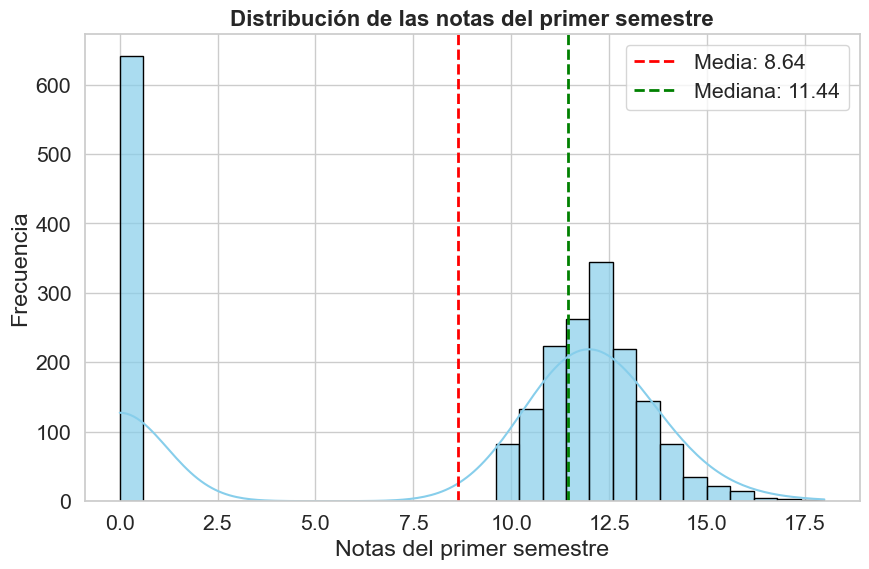 Distribución de las notas del primer semestre
Media: 8.64
Mediana: 11.44
600
500
400
300
200
100
0
Frecuencia
0.0 2.5 5.0 7.5 10.0 12.5 15.0 17.5
Notas del primer semestre